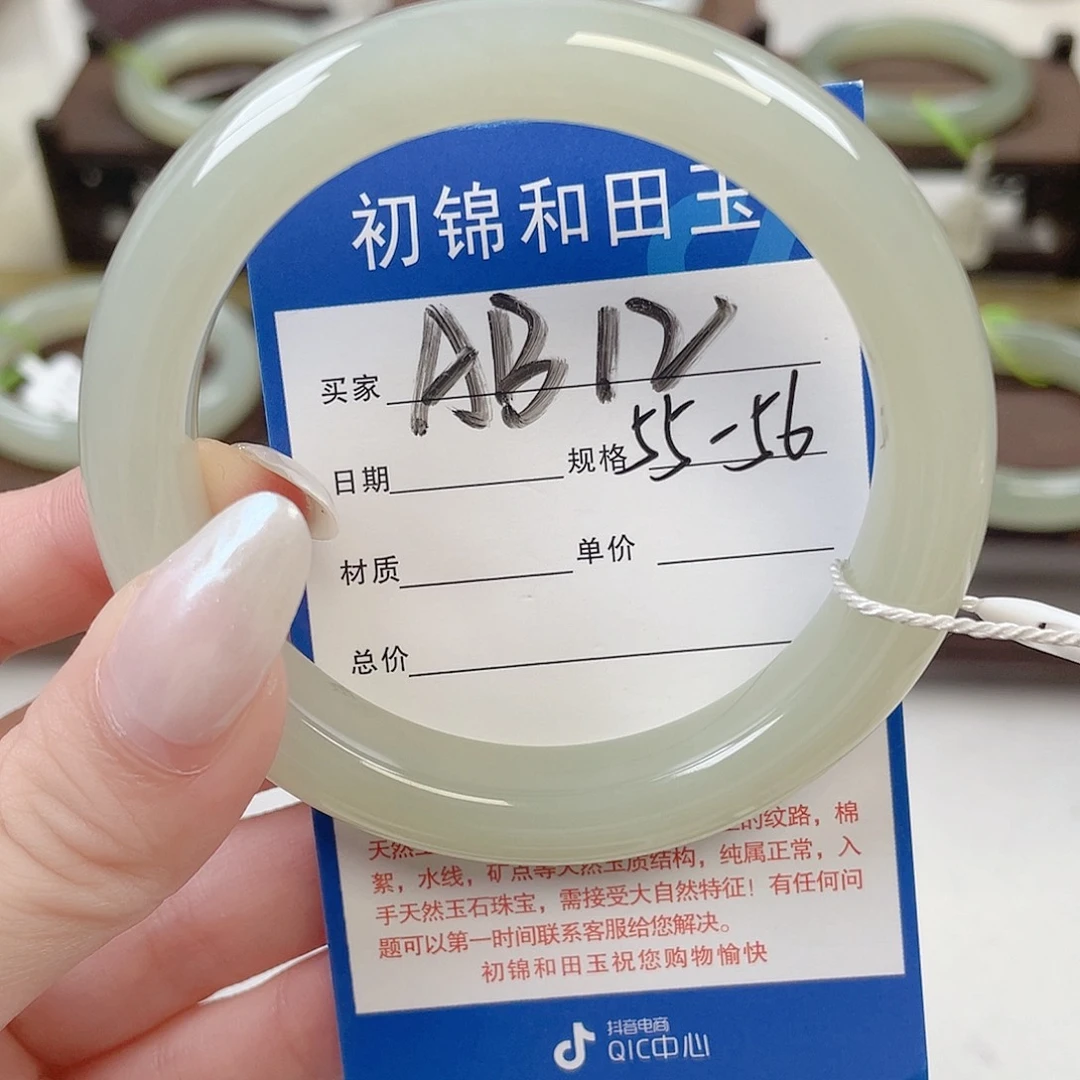 初锦和田玉
买家 AB12
日期 规格 55-56
材质 单价
总价
天然 的纹路，棉
絮，水线，矿点等天然玉质结构，纯属正常，入
手天然玉石珠宝，需接受大自然特征！有任何问
题可以第一时间联系客服给您解决。
初锦和田玉祝您购物愉快
抖音电商
QIC中心